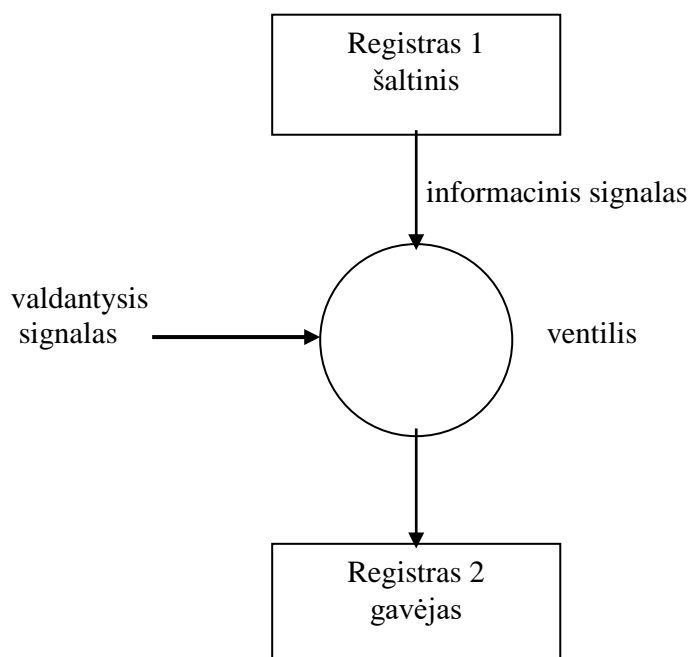 Registras 1
šaltinis
informacinis signalas
valdantysis
signalas
ventilis
Registras 2
gavėjas